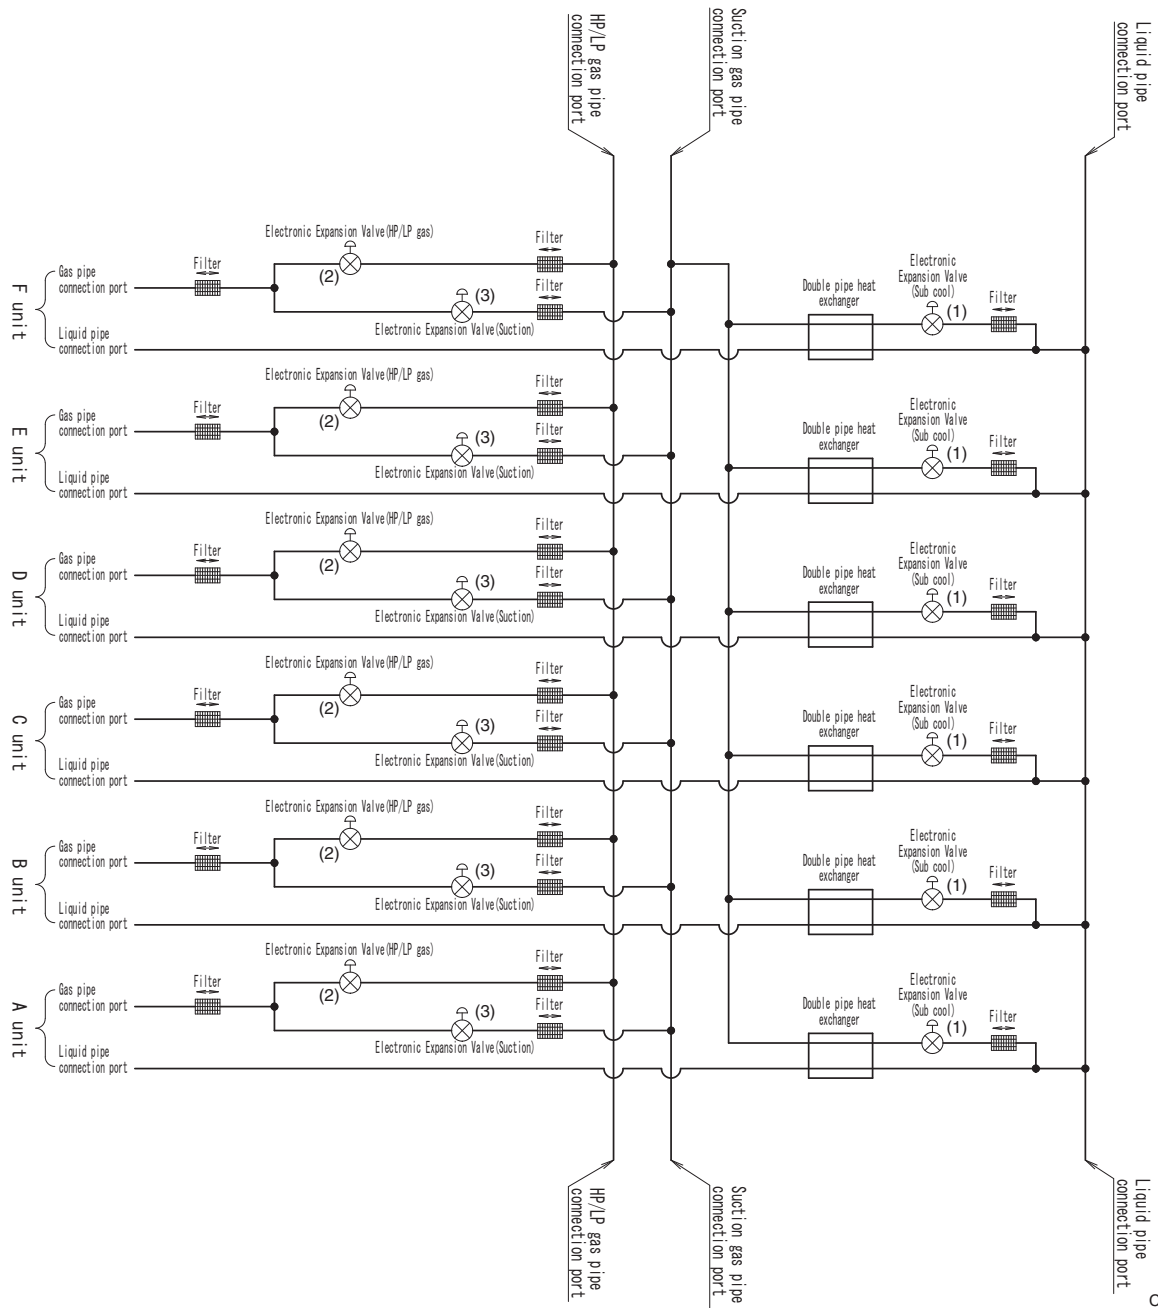 HP/LP gas pipe
connection port
Suction gas pipe
connection port
Liquid pipe
connection port
F unit
Gas pipe
connection port
Liquid pipe
connection port
Filter
Electronic Expansion Valve(HP/LP gas)
(2)
Filter
(3)
Filter
Electronic Expansion Valve(Suction)
Double pipe heat
exchanger
Electronic
Expansion Valve
(Sub cool)
(1)
Filter
E unit
Gas pipe
connection port
Liquid pipe
connection port
Filter
Electronic Expansion Valve(HP/LP gas)
(2)
Filter
(3)
Filter
Electronic Expansion Valve(Suction)
Double pipe heat
exchanger
Electronic
Expansion Valve
(Sub cool)
(1)
Filter
D unit
Gas pipe
connection port
Liquid pipe
connection port
Filter
Electronic Expansion Valve(HP/LP gas)
(2)
Filter
(3)
Filter
Electronic Expansion Valve(Suction)
Double pipe heat
exchanger
Electronic
Expansion Valve
(Sub cool)
(1)
Filter
C unit
Gas pipe
connection port
Liquid pipe
connection port
Filter
Electronic Expansion Valve(HP/LP gas)
(2)
Filter
(3)
Filter
Electronic Expansion Valve(Suction)
Double pipe heat
exchanger
Electronic
Expansion Valve
(Sub cool)
(1)
Filter
B unit
Gas pipe
connection port
Liquid pipe
connection port
Filter
Electronic Expansion Valve(HP/LP gas)
(2)
Filter
(3)
Filter
Electronic Expansion Valve(Suction)
Double pipe heat
exchanger
Electronic
Expansion Valve
(Sub cool)
(1)
Filter
A unit
Gas pipe
connection port
Liquid pipe
connection port
Filter
Electronic Expansion Valve(HP/LP gas)
(2)
Filter
(3)
Filter
Electronic Expansion Valve(Suction)
Double pipe heat
exchanger
Electronic
Expansion Valve
(Sub cool)
(1)
Filter
HP/LP gas pipe
connection port
Suction gas pipe
connection port
Liquid pipe
connection port